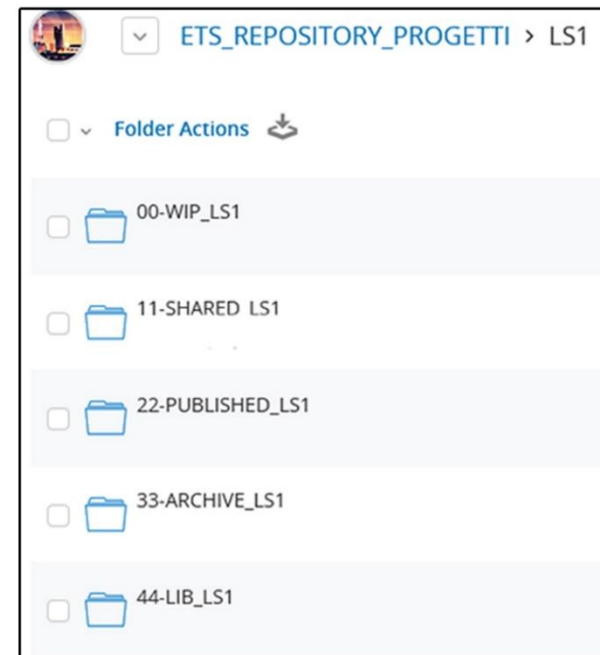 ETS_REPOSITORY_PROGETTI > LS1
Folder Actions
00-WIP_LS1
11-SHARED LS1
22-PUBLISHED_LS1
33-ARCHIVE_LS1
44-LIB_LS1